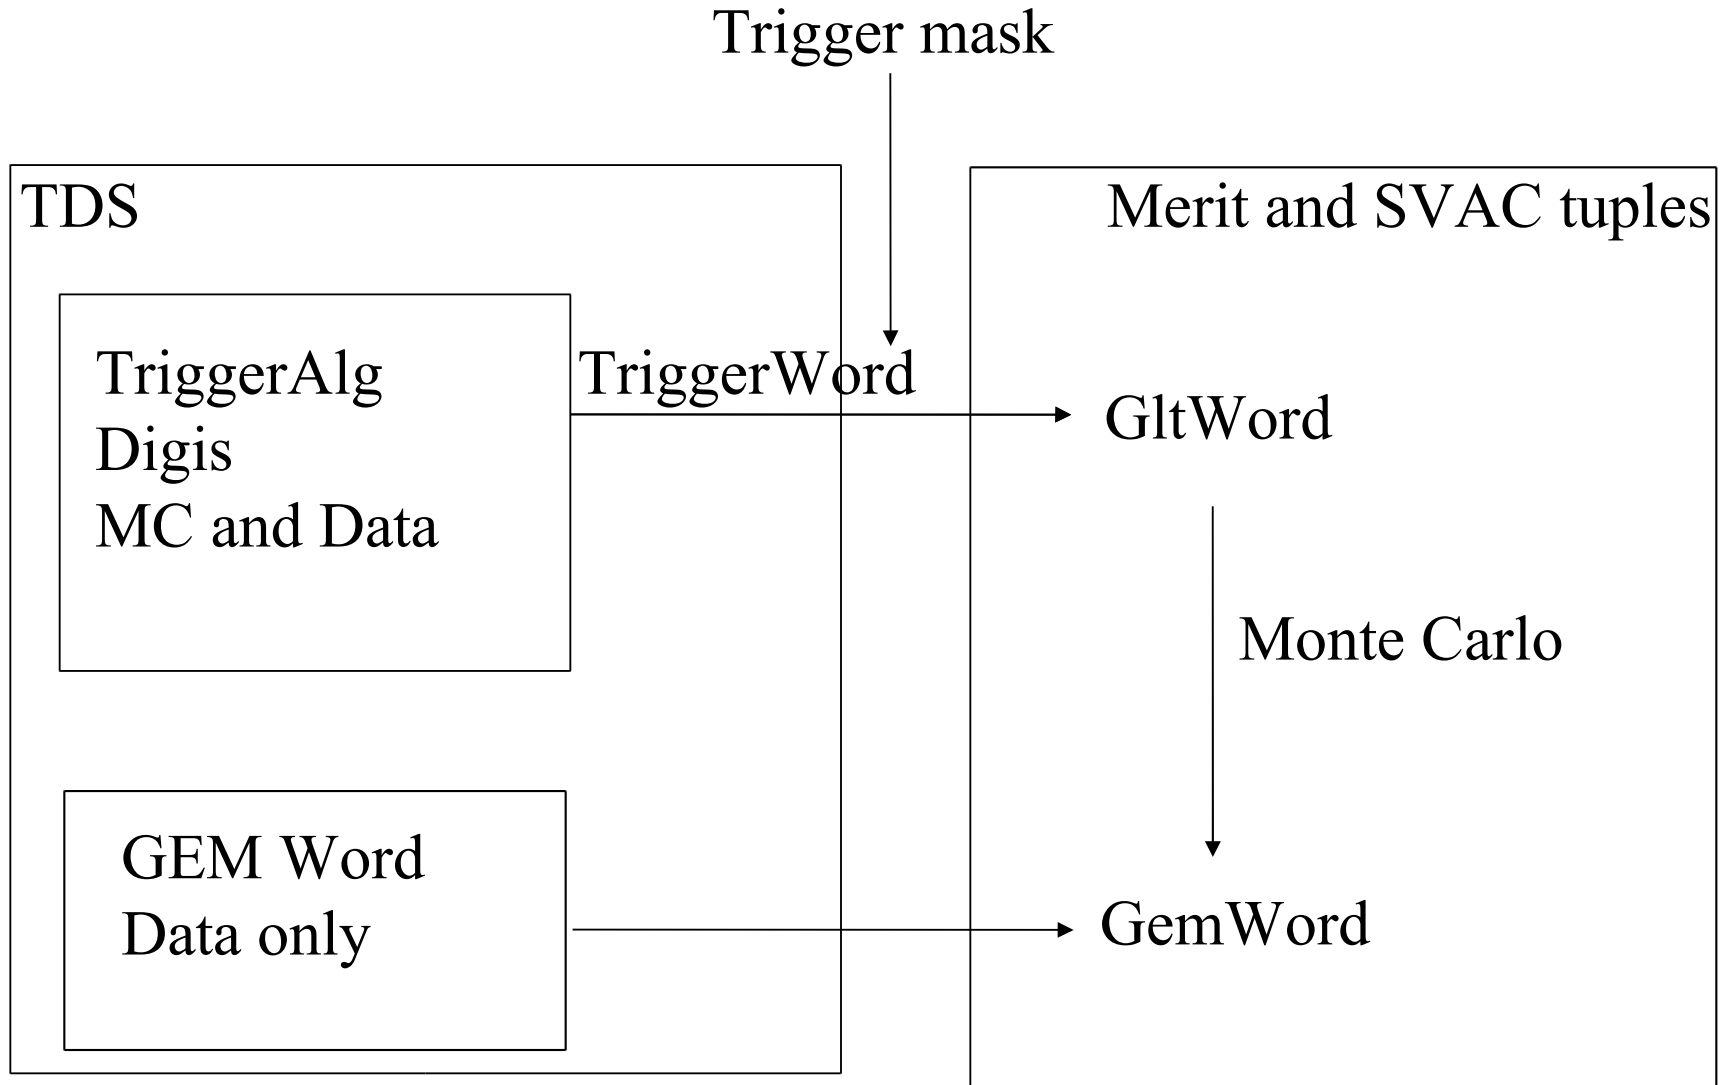 Trigger mask
TDS
Merit and SVAC tuples
TriggerAlg
Digis
MC and Data
TriggerWord
GltWord
Monte Carlo
GEM Word
Data only
GemWord